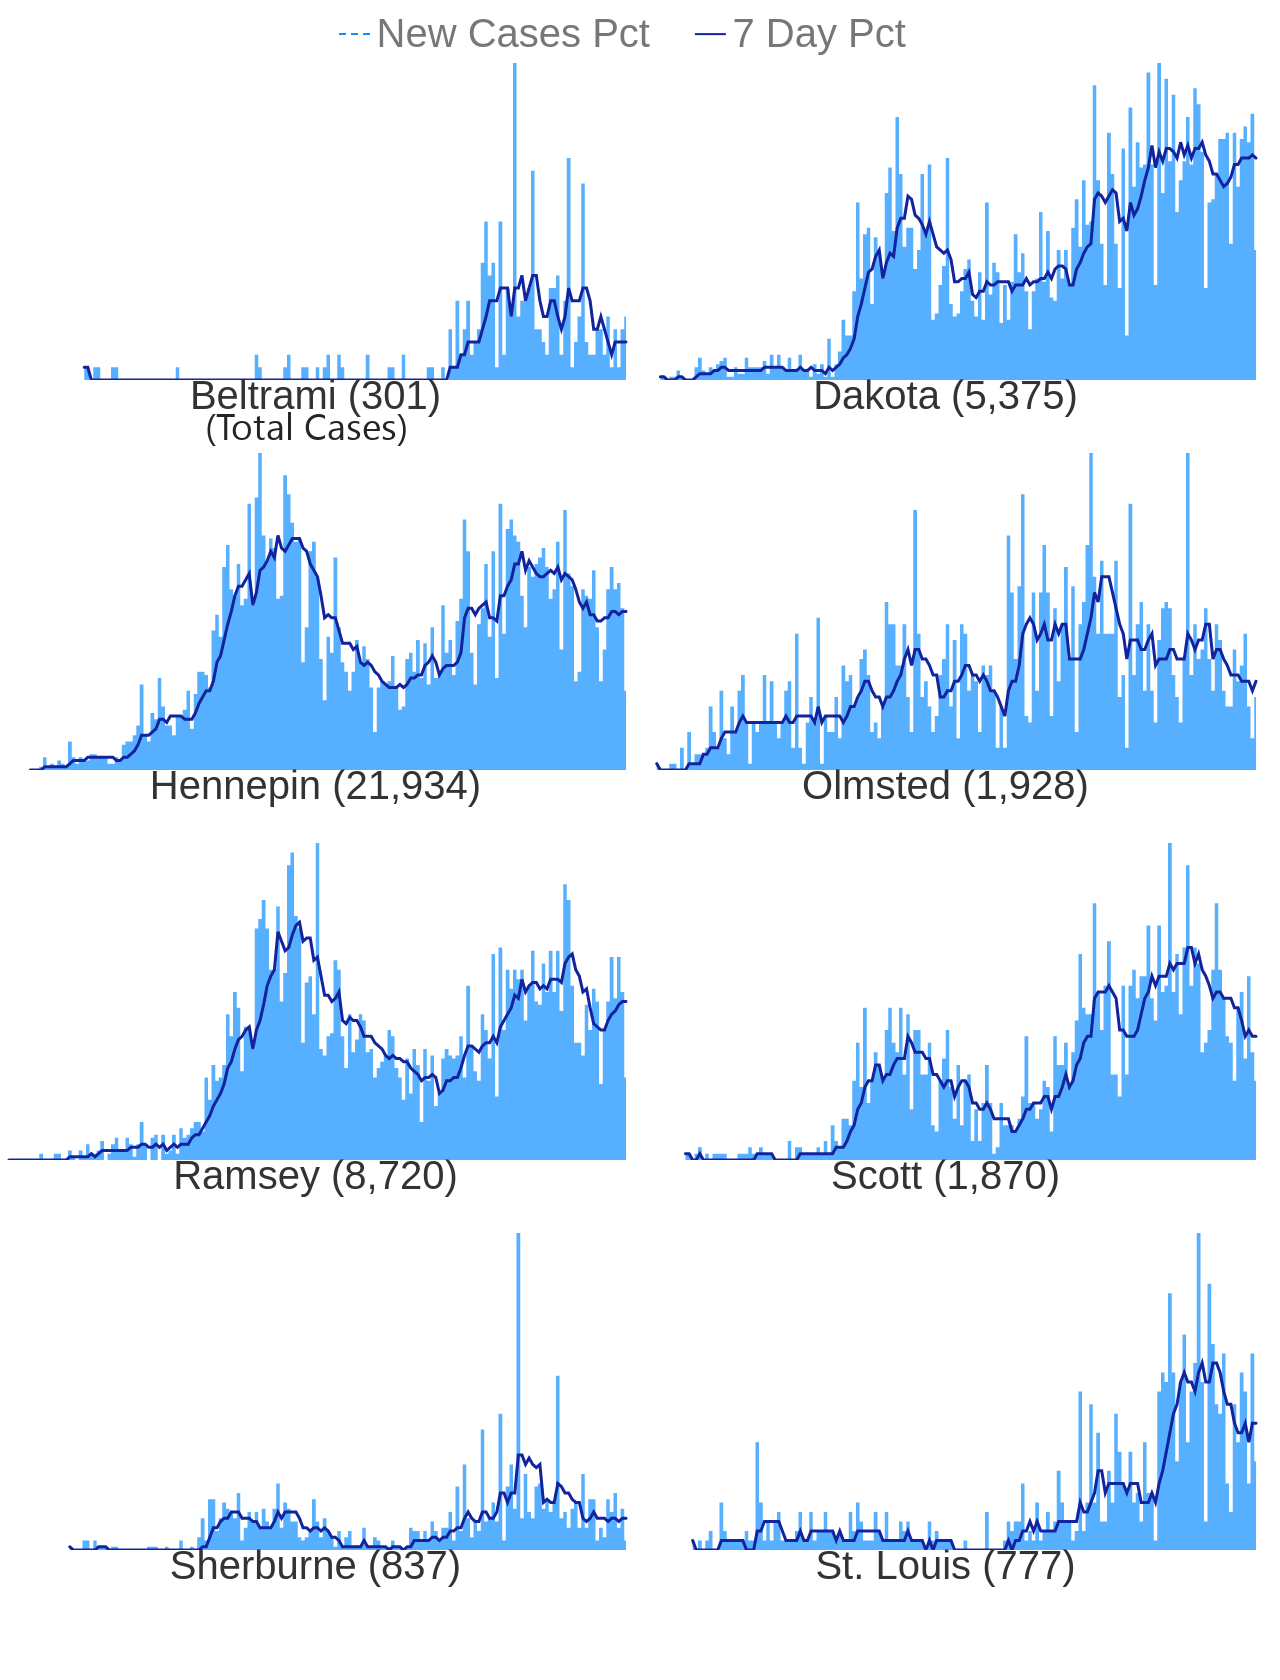 New Cases Pct 7 Day Pct
Beltrami (301) Dakota (5,375)
(Total Cases)
Hennepin (21,934) Olmsted (1,928)
Ramsey (8,720) Scott (1,870)
Sherburne (837) St. Louis (777)